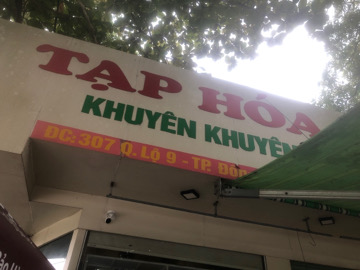 TẠP HÓA
KHUYÊN KHUYÊN
ĐC: 307 Q. LỘ 9 - TP. ĐÔN